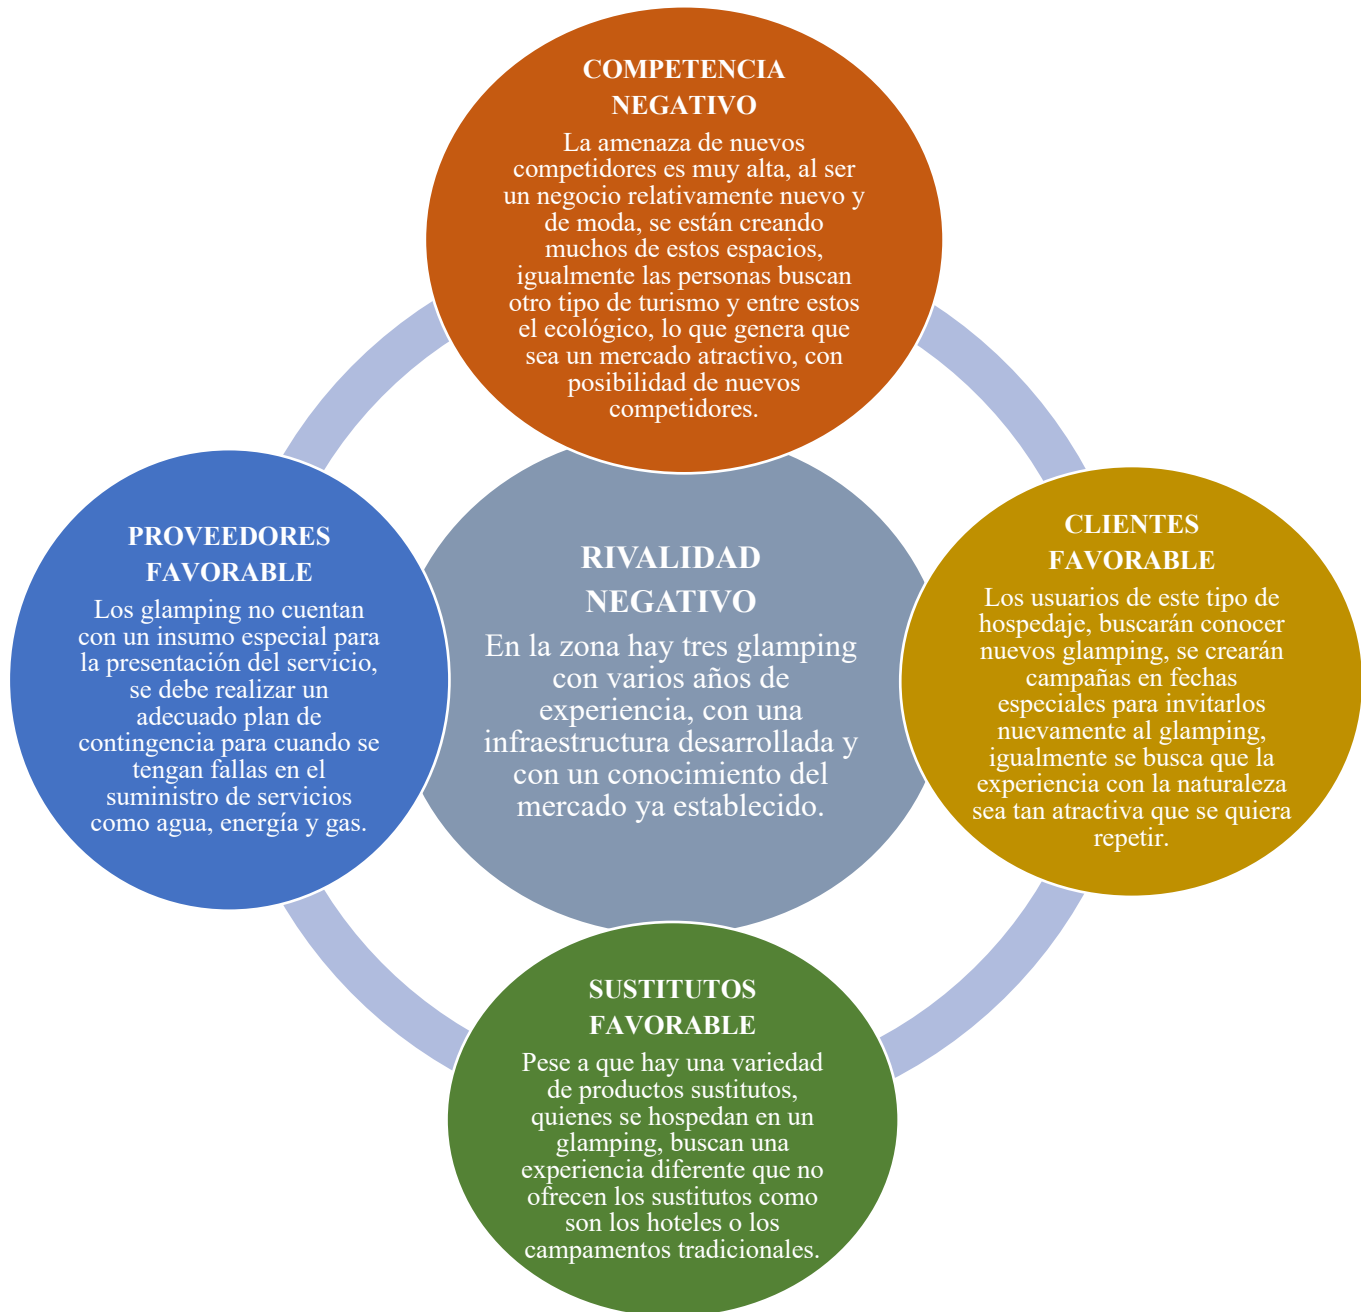 COMPETENCIA
NEGATIVO
La amenaza de nuevos
competidores es muy alta, al ser
un negocio relativamente nuevo y
de moda, se están creando
muchos de estos espacios,
igualmente las personas buscan
otro tipo de turismo y entre estos
el ecológico, lo que genera que
sea un mercado atractivo, con
posibilidad de nuevos
competidores.
PROVEEDORES
FAVORABLE
Los glamping no cuentan
con un insumo especial para
la presentación del servicio,
se debe realizar un
adecuado plan de
contingencia para cuando se
tengan fallas en el
suministro de servicios
como agua, energía y gas.
RIVALIDAD
NEGATIVO
En la zona hay tres glamping
con varios años de
experiencia, con una
infraestructura desarrollada y
con un conocimiento del
mercado ya establecido.
CLIENTES
FAVORABLE
Los usuarios de este tipo de
hospedaje, buscarán conocer
nuevos glamping, se crearán
campañas en fechas
especiales para invitarlos
nuevamente al glamping,
igualmente se busca que la
experiencia con la naturaleza
sea tan atractiva que se quiera
repetir.
SUSTITUTOS
FAVORABLE
Pese a que hay una variedad
de productos sustitutos,
quienes se hospedan en un
glamping, buscan una
experiencia diferente que no
ofrecen los sustitutos como
son los hoteles o los
campamentos tradicionales.